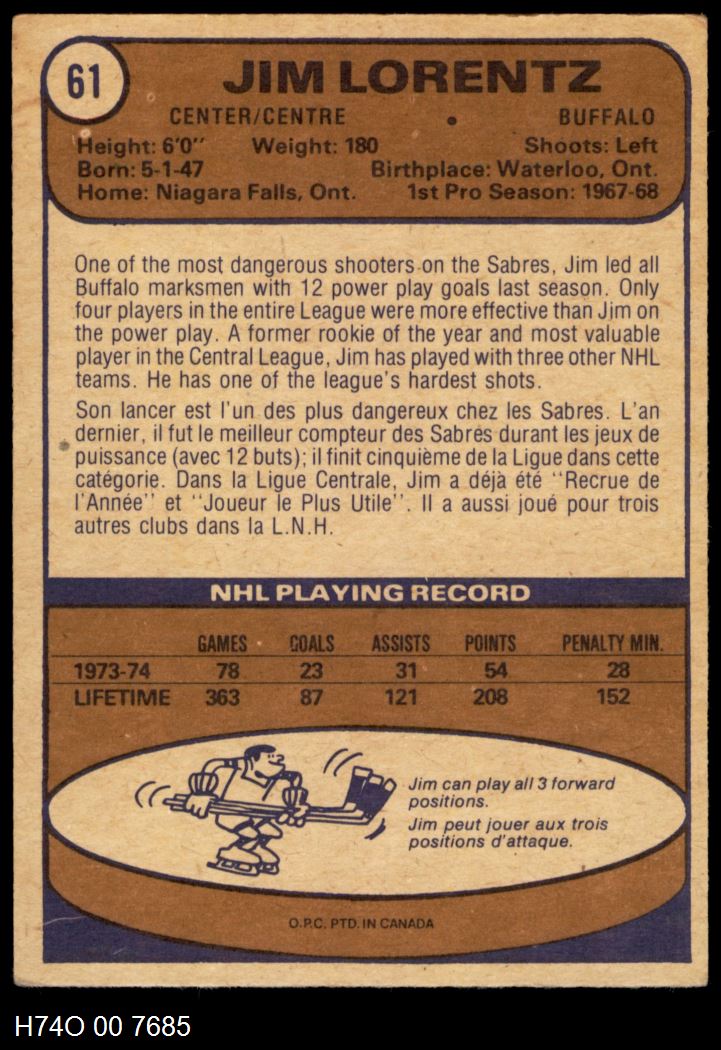 61
JIM LORENTZ
CENTER/CENTRE • BUFFALO
Height: 6'0" Weight: 180 Shoots: Left
Born: 5-1-47 Birthplace: Waterloo, Ont.
Home: Niagara Falls, Ont. 1st Pro Season: 1967-68
One of the most dangerous shooters on the Sabres, Jim led all
Buffalo marksmen with 12 power play goals last season. Only
four players in the entire League were more effective than Jim on
the power play. A former rookie of the year and most valuable
player in the Central League, Jim has played with three other NHL
teams. He has one of the league's hardest shots.
Son lancer est l'un des plus dangereux chez les Sabres. L'an
dernier, il fut le meilleur compteur des Sabres durant les jeux de
puissance (avec 12 buts); il finit cinquième de la Ligue dans cette
catégorie. Dans la Ligue Centrale, Jim a déjà été "Recrue de
l'Année" et "Joueur le Plus Utile". Il a aussi joué pour trois
autres clubs dans la L.N.H.
NHL PLAYING RECORD
GAMES GOALS ASSISTS POINTS PENALTY MIN.
1973-74 78 23 31 54 28
LIFETIME 363 87 121 208 152
Jim can play all 3 forward
positions.
Jim peut jouer aux trois
positions d'attaque.
O.P.C. PTD. IN CANADA
H74O 00 7685